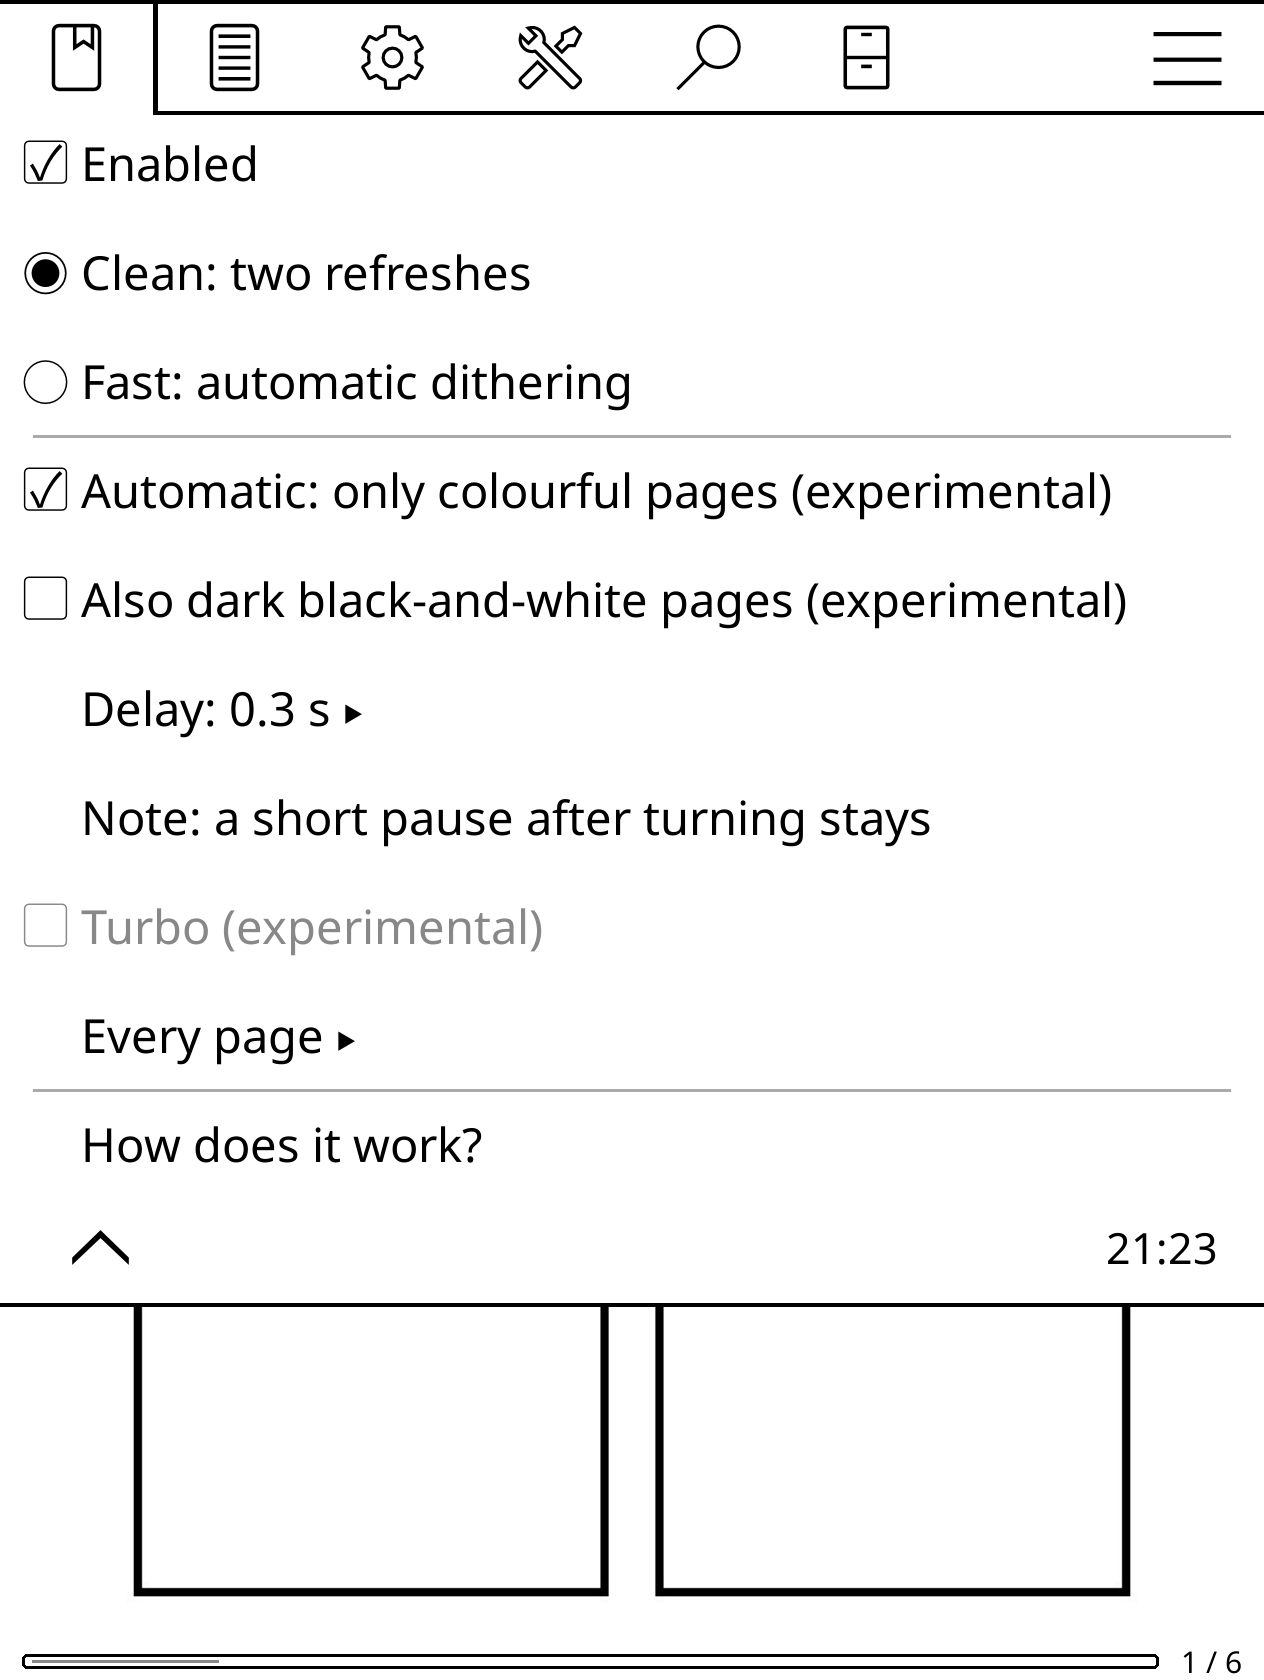 Enabled
Clean: two refreshes
Fast: automatic dithering
Automatic: only colourful pages (experimental)
Also dark black-and-white pages (experimental)
Delay: 0.3 s ▸
Note: a short pause after turning stays
Turbo (experimental)
Every page ▸
How does it work?
21:23
1 / 6